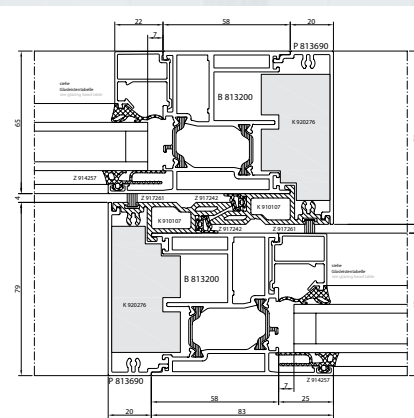 22
58
20
7
P 813690
siehe
Glasleistentabelle
see glazing bead table
B 813200
K 920276
65
Z 914257
Z 917261
Z 917242
K 910107
4
K 910107
Z 917242
Z 917261
siehe
Glasleistentabelle
see glazing bead table
B 813200
K 920276
79
P 813690
7
Z 914257
58
25
20
83